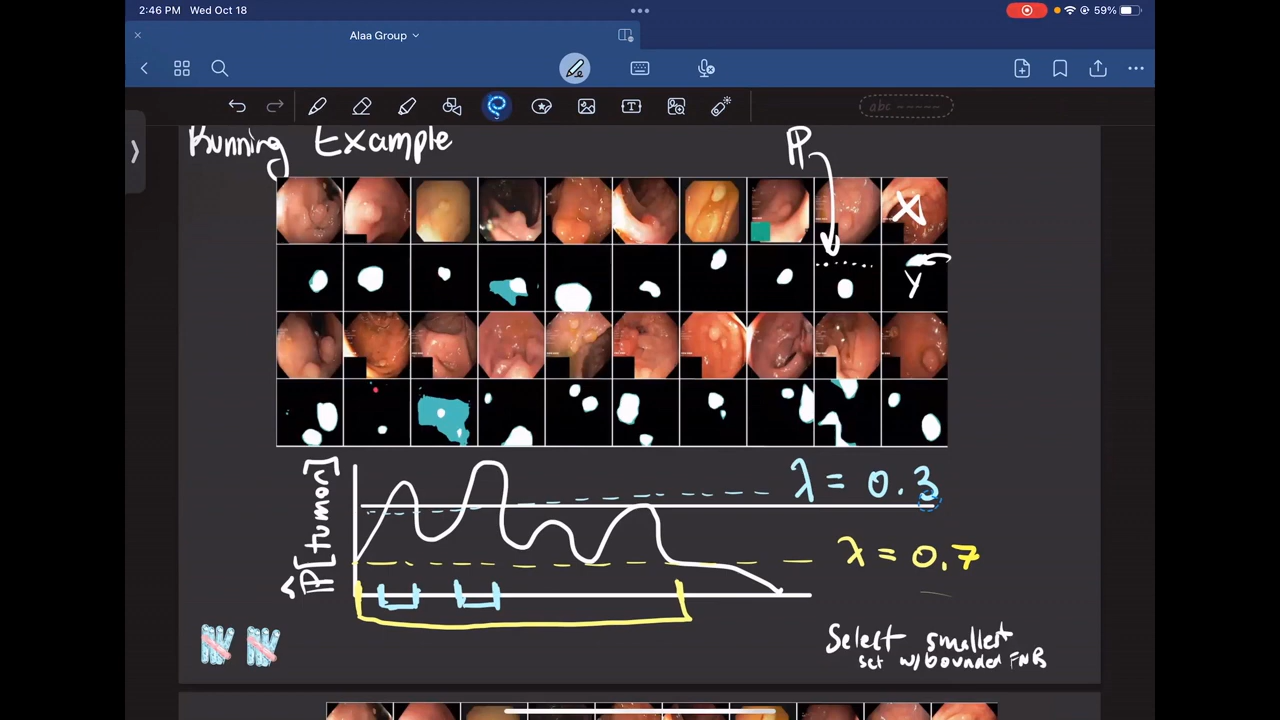 2:46 PM Wed Oct 18
59%
Alaa Group
abc
Running Example
P
X
Y
P̂[tumor]
λ = 0.3
λ = 0.7
Select smallest
set w/bounded FNR